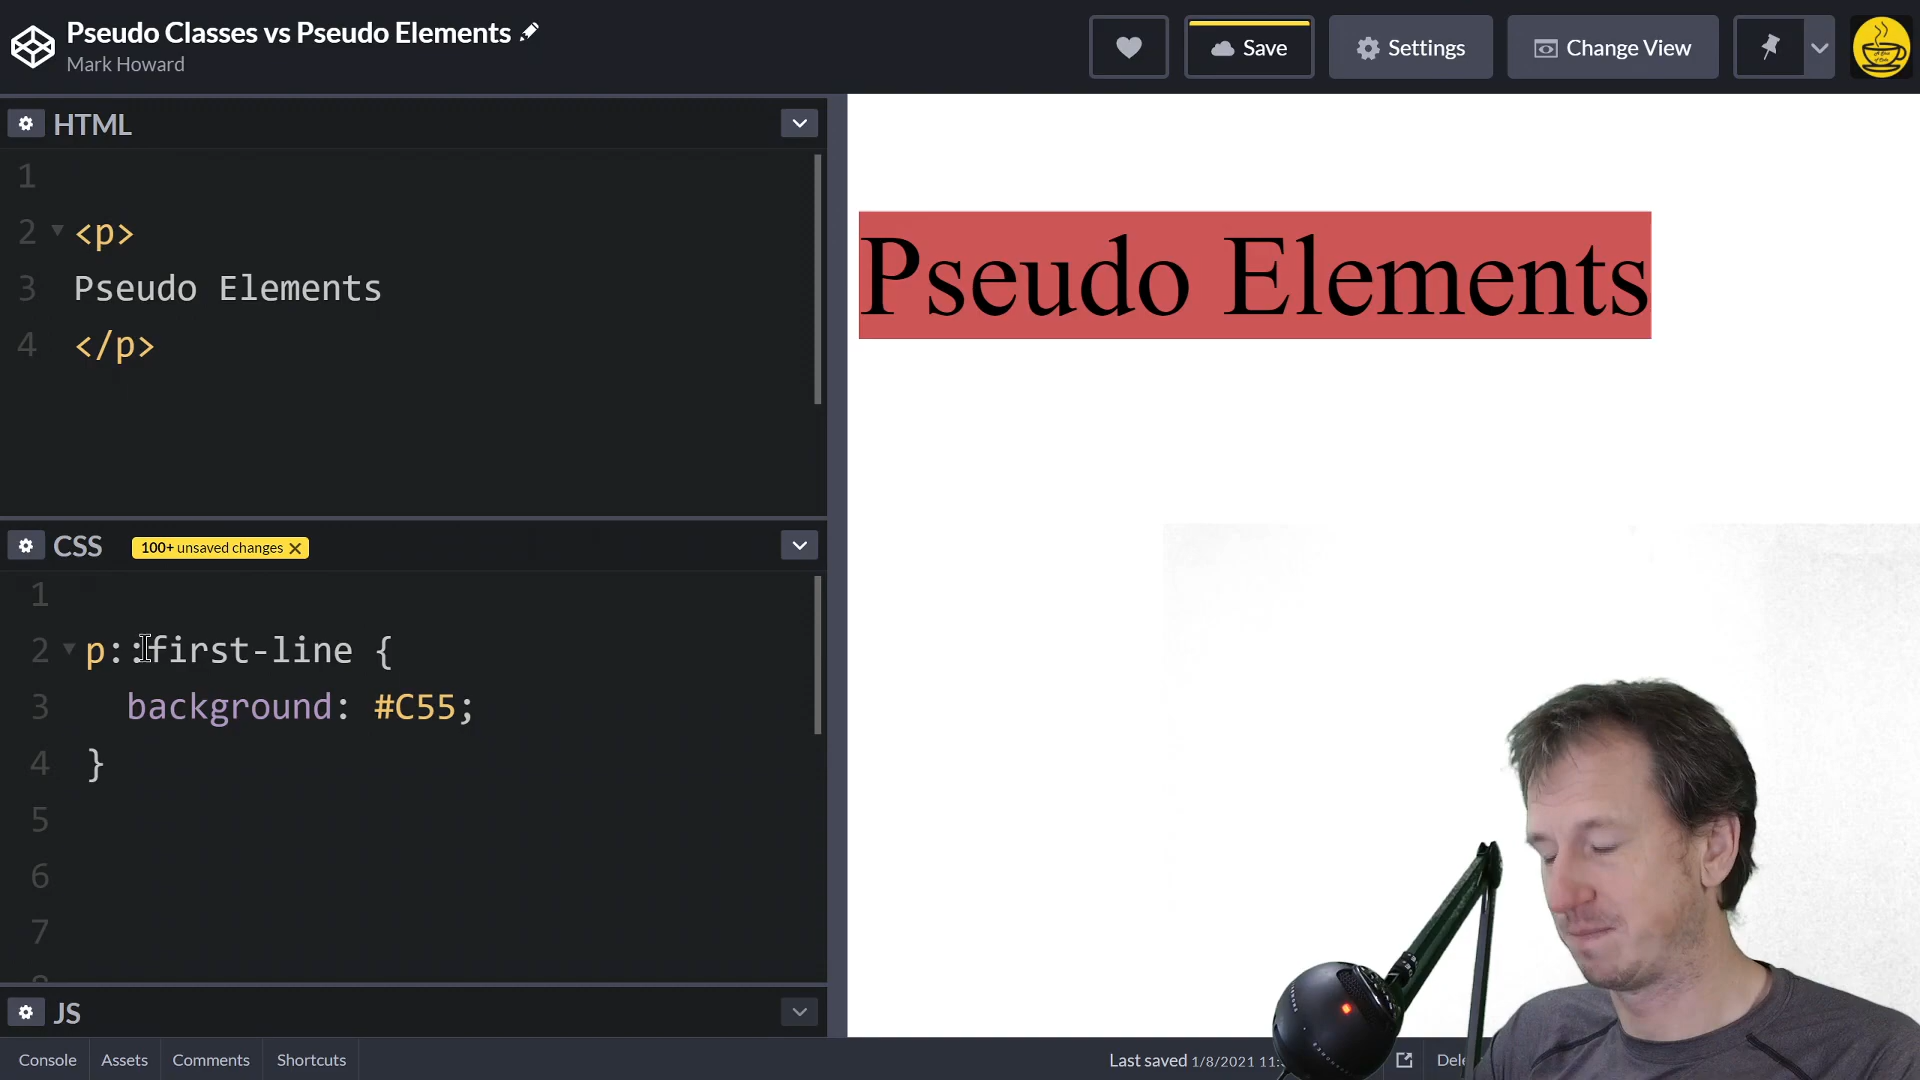 Pseudo Classes vs Pseudo Elements
Mark Howard
Save
Settings
Change View
HTML
1
2 <p>
3 Pseudo Elements
4 </p>
Pseudo Elements
CSS
100+ unsaved changes
1
2 p::first-line {
3 background: #C55;
4 }
5
6
7
JS
Console
Assets
Comments
Shortcuts
Last saved 1/8/2021 11: